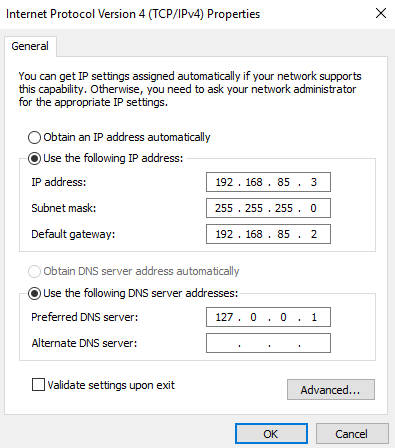 Internet Protocol Version 4 (TCP/IPv4) Properties
General
You can get IP settings assigned automatically if your network supports
this capability. Otherwise, you need to ask your network administrator
for the appropriate IP settings.
Obtain an IP address automatically
Use the following IP address:
IP address: 192 . 168 . 85 . 3
Subnet mask: 255 . 255 . 255 . 0
Default gateway: 192 . 168 . 85 . 2
Obtain DNS server address automatically
Use the following DNS server addresses:
Preferred DNS server: 127 . 0 . 0 . 1
Alternate DNS server: . . .
Validate settings upon exit
Advanced...
OK Cancel